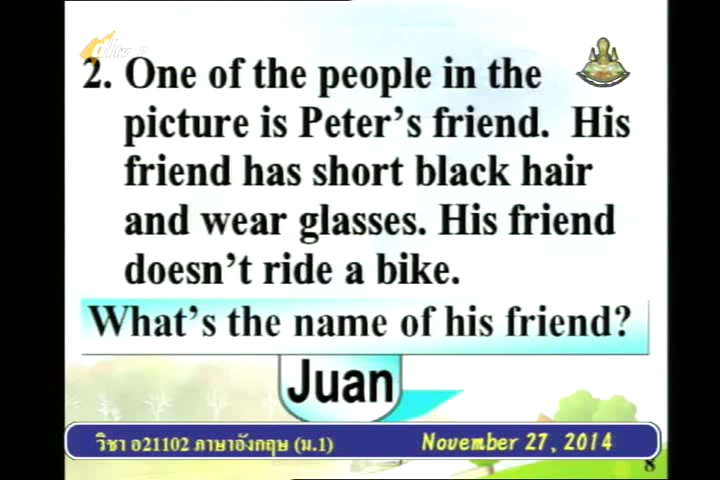 2. One of the people in the
picture is Peter's friend. His
friend has short black hair
and wear glasses. His friend
doesn't ride a bike.
What's the name of his friend?
Juan
วิชา อ21102 ภาษาอังกฤษ (ม.1) November 27, 2014
8